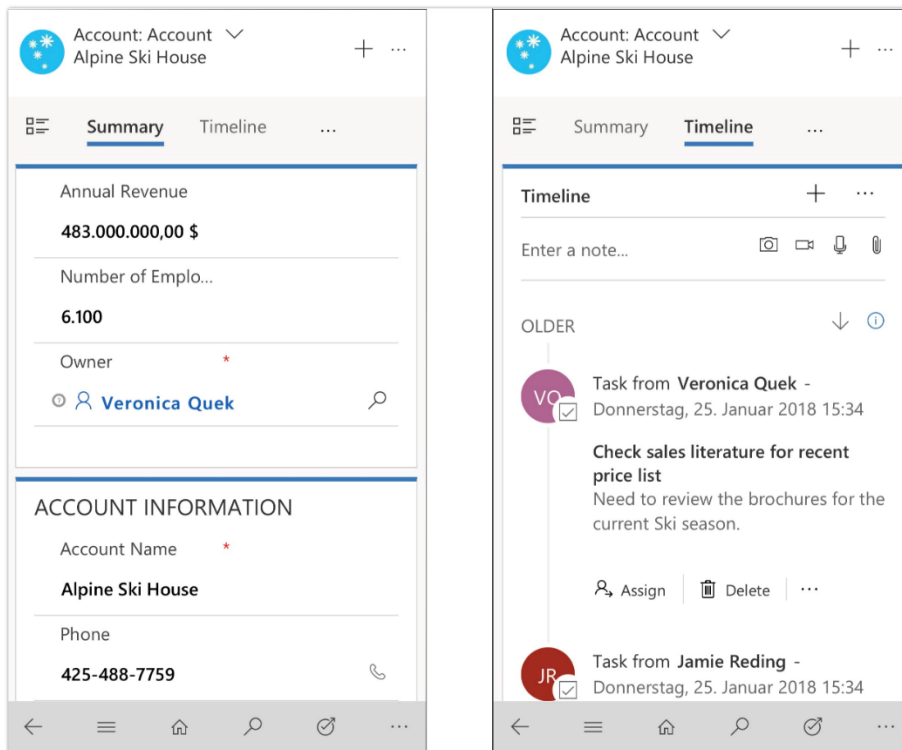 Account: Account
Alpine Ski House
Summary
Timeline
...
Annual Revenue
483.000.000,00 $
Number of Emplo...
6.100
Owner *
Veronica Quek
ACCOUNT INFORMATION
Account Name *
Alpine Ski House
Phone
425-488-7759
Account: Account
Alpine Ski House
Summary
Timeline
...
Timeline
Enter a note...
OLDER
VQ
Task from Veronica Quek -
Donnerstag, 25. Januar 2018 15:34
Check sales literature for recent
price list
Need to review the brochures for the
current Ski season.
Assign
Delete
...
JR
Task from Jamie Reding -
Donnerstag, 25. Januar 2018 15:34